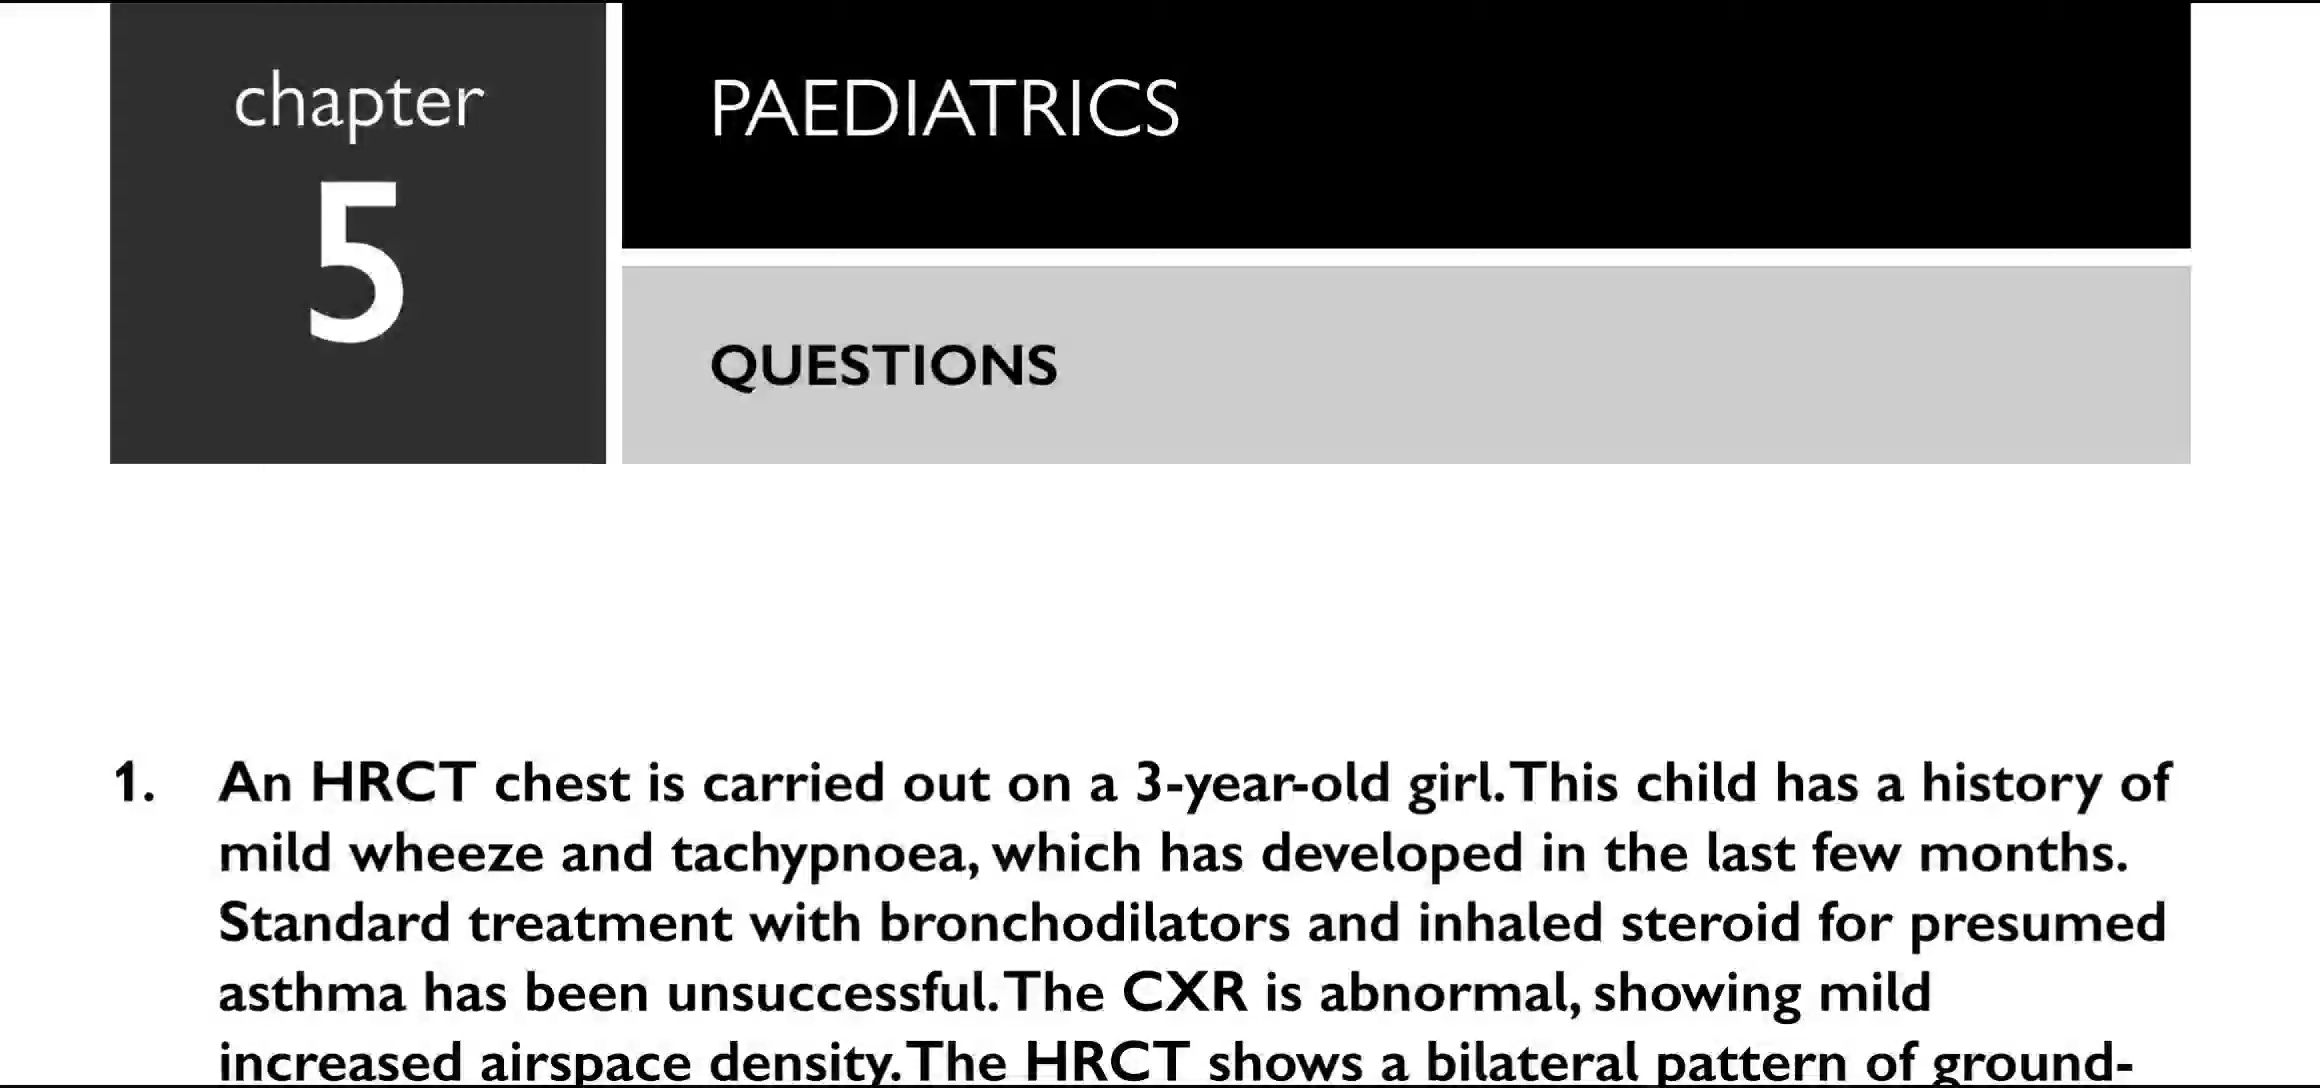 chapter
5
PAEDIATRICS
QUESTIONS
1. An HRCT chest is carried out on a 3-year-old girl. This child has a history of
mild wheeze and tachypnoea, which has developed in the last few months.
Standard treatment with bronchodilators and inhaled steroid for presumed
asthma has been unsuccessful. The CXR is abnormal, showing mild
increased airspace density. The HRCT shows a bilateral pattern of ground-